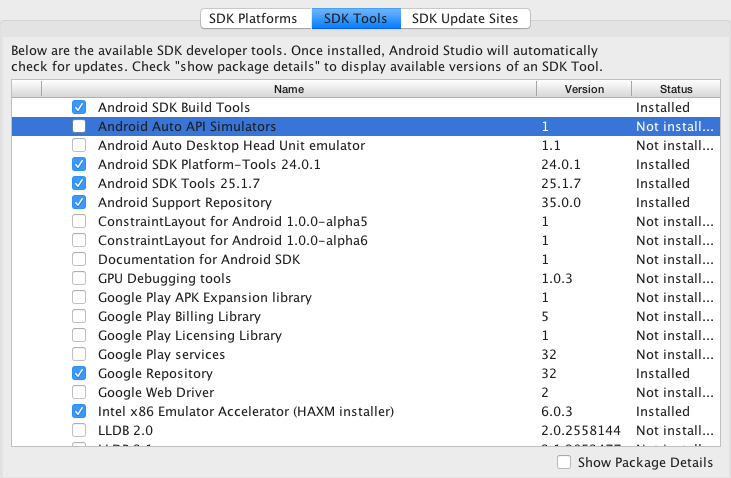 SDK Platforms SDK Tools SDK Update Sites
Below are the available SDK developer tools. Once installed, Android Studio will automatically
check for updates. Check "show package details" to display available versions of an SDK Tool.
Name Version Status
Android SDK Build Tools Installed
Android Auto API Simulators 1 Not install...
Android Auto Desktop Head Unit emulator 1.1 Not install...
Android SDK Platform-Tools 24.0.1 24.0.1 Installed
Android SDK Tools 25.1.7 25.1.7 Installed
Android Support Repository 35.0.0 Installed
ConstraintLayout for Android 1.0.0-alpha5 1 Not install...
ConstraintLayout for Android 1.0.0-alpha6 1 Not install...
Documentation for Android SDK 1 Not install...
GPU Debugging tools 1.0.3 Not install...
Google Play APK Expansion library 1 Not install...
Google Play Billing Library 5 Not install...
Google Play Licensing Library 1 Not install...
Google Play services 32 Not install...
Google Repository 32 Installed
Google Web Driver 2 Not install...
Intel x86 Emulator Accelerator (HAXM installer) 6.0.3 Installed
LLDB 2.0 2.0.2558144 Not install...
Show Package Details